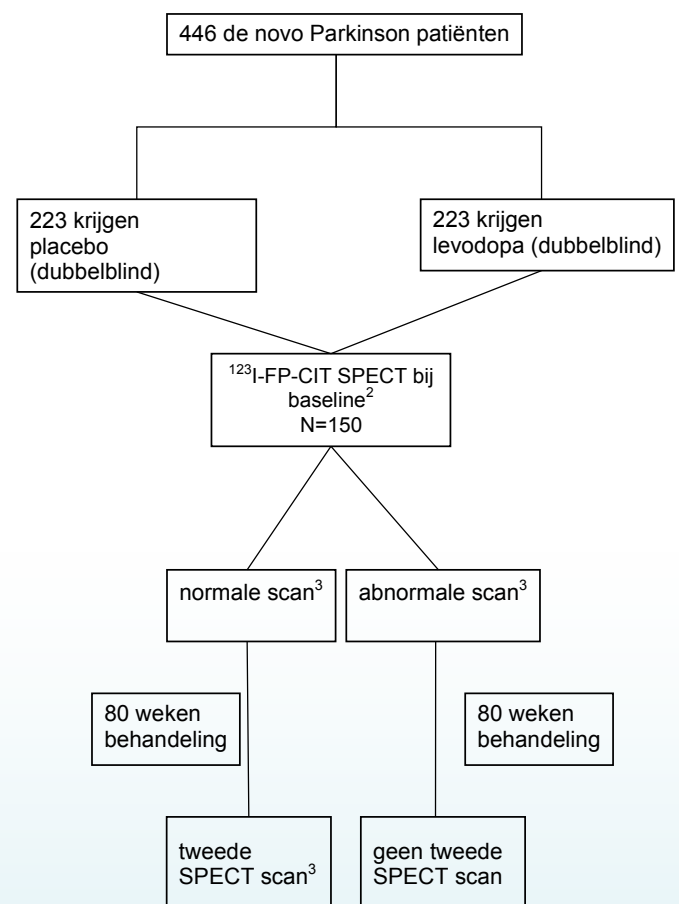 446 de novo Parkinson patiënten
223 krijgen
placebo
(dubbelblind)
223 krijgen
levodopa (dubbelblind)
¹²³I-FP-CIT SPECT bij
baseline²
N=150
normale scan³
abnormale scan³
80 weken
behandeling
80 weken
behandeling
tweede
SPECT scan³
geen tweede
SPECT scan